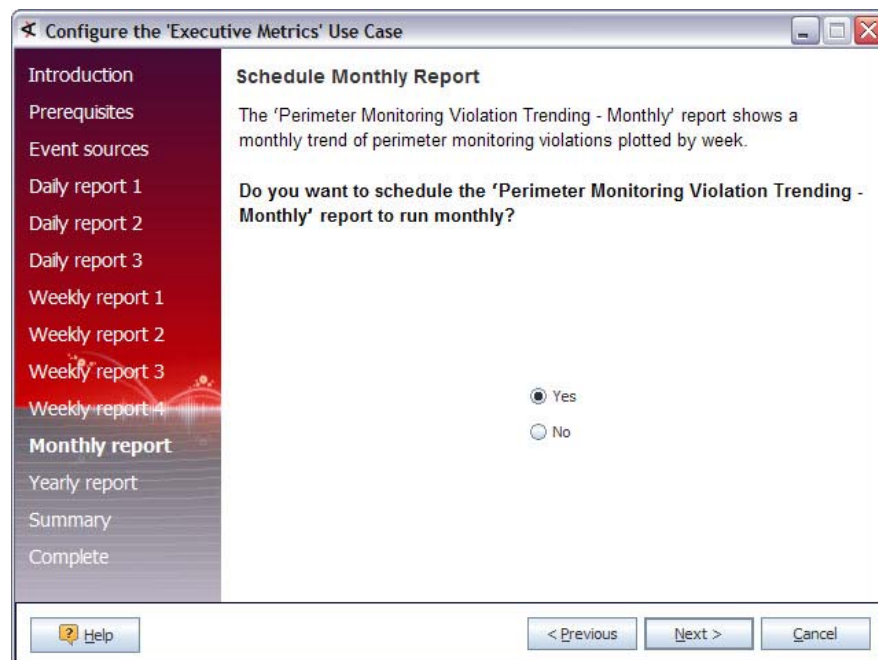 Configure the 'Executive Metrics' Use Case
Introduction
Prerequisites
Event sources
Daily report 1
Daily report 2
Daily report 3
Weekly report 1
Weekly report 2
Weekly report 3
Weekly report 4
Monthly report
Yearly report
Summary
Complete
Schedule Monthly Report
The ‘Perimeter Monitoring Violation Trending - Monthly’ report shows a
monthly trend of perimeter monitoring violations plotted by week.
Do you want to schedule the ‘Perimeter Monitoring Violation Trending -
Monthly’ report to run monthly?
Yes
No
Help
< Previous
Next >
Cancel